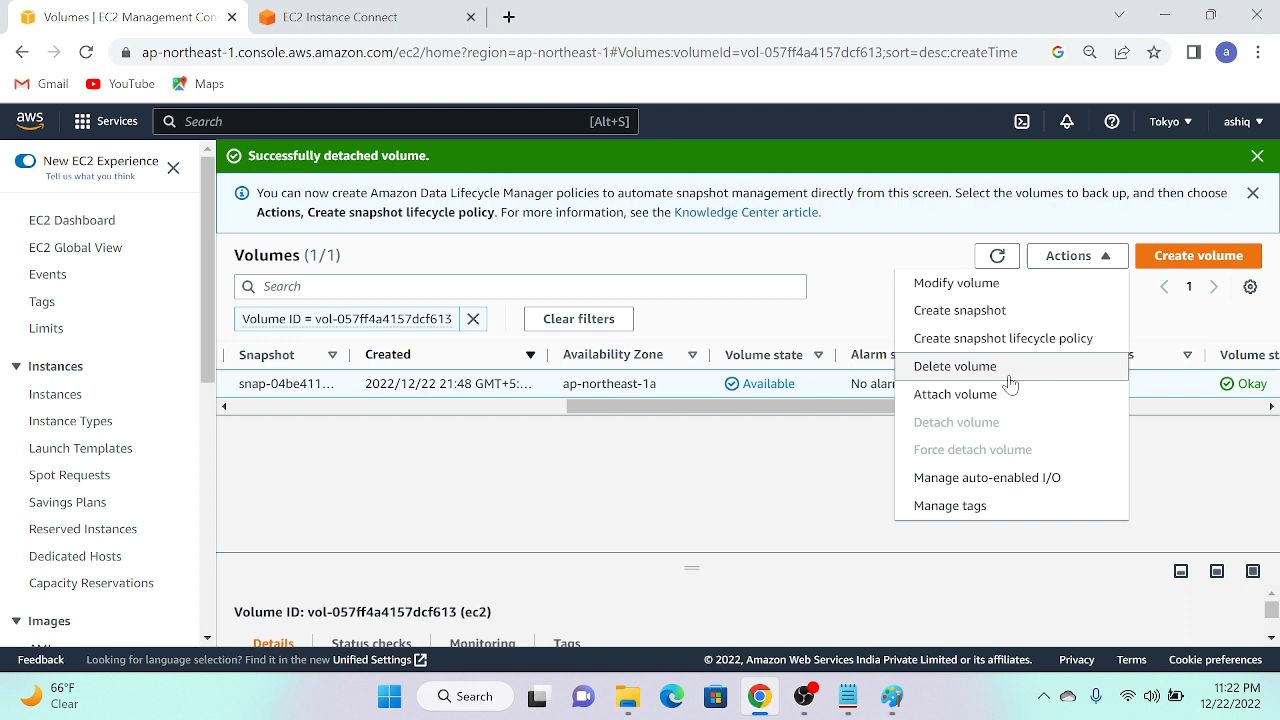 Volumes | EC2 Management Con
EC2 Instance Connect
ap-northeast-1.console.aws.amazon.com/ec2/home?region=ap-northeast-1#Volumes:volumeId=vol-057ff4a4157dcf613;sort=desc:createTime
a
Gmail
YouTube
Maps
aws
Services
Search
[Alt+S]
Tokyo
ashiq
New EC2 Experience
Tell us what you think
Successfully detached volume.
You can now create Amazon Data Lifecycle Manager policies to automate snapshot management directly from this screen. Select the volumes to back up, and then choose
Actions, Create snapshot lifecycle policy. For more information, see the Knowledge Center article.
EC2 Dashboard
EC2 Global View
Events
Tags
Limits
Instances
Instances
Instance Types
Launch Templates
Spot Requests
Savings Plans
Reserved Instances
Dedicated Hosts
Capacity Reservations
Images
Volumes (1/1)
Actions
Create volume
Search
1
Volume ID = vol-057ff4a4157dcf613
Clear filters
Snapshot
Created
Availability Zone
Volume state
Alarm s
s
Volume st
snap-04be411...
2022/12/22 21:48 GMT+5:...
ap-northeast-1a
Available
No alar
Okay
Modify volume
Create snapshot
Create snapshot lifecycle policy
Delete volume
Attach volume
Detach volume
Force detach volume
Manage auto-enabled I/O
Manage tags
Volume ID: vol-057ff4a4157dcf613 (ec2)
Details
Status checks
Monitoring
Tags
Feedback
Looking for language selection? Find it in the new Unified Settings
© 2022, Amazon Web Services India Private Limited or its affiliates.
Privacy
Terms
Cookie preferences
66°F
Clear
Search
11:22 PM
12/22/2022